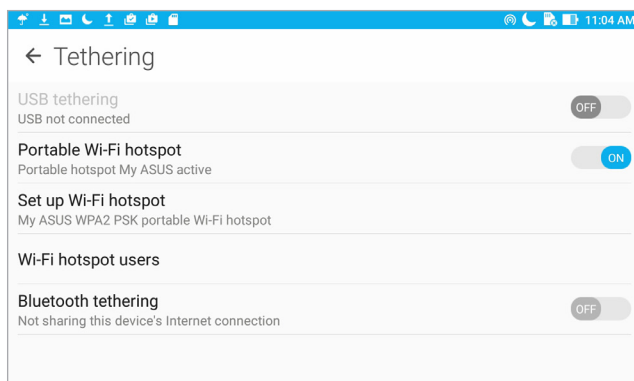 11:04 AM
Tethering
USB tethering
OFF
USB not connected
Portable Wi-Fi hotspot
ON
Portable hotspot My ASUS active
Set up Wi-Fi hotspot
My ASUS WPA2 PSK portable Wi-Fi hotspot
Wi-Fi hotspot users
Bluetooth tethering
OFF
Not sharing this device's Internet connection